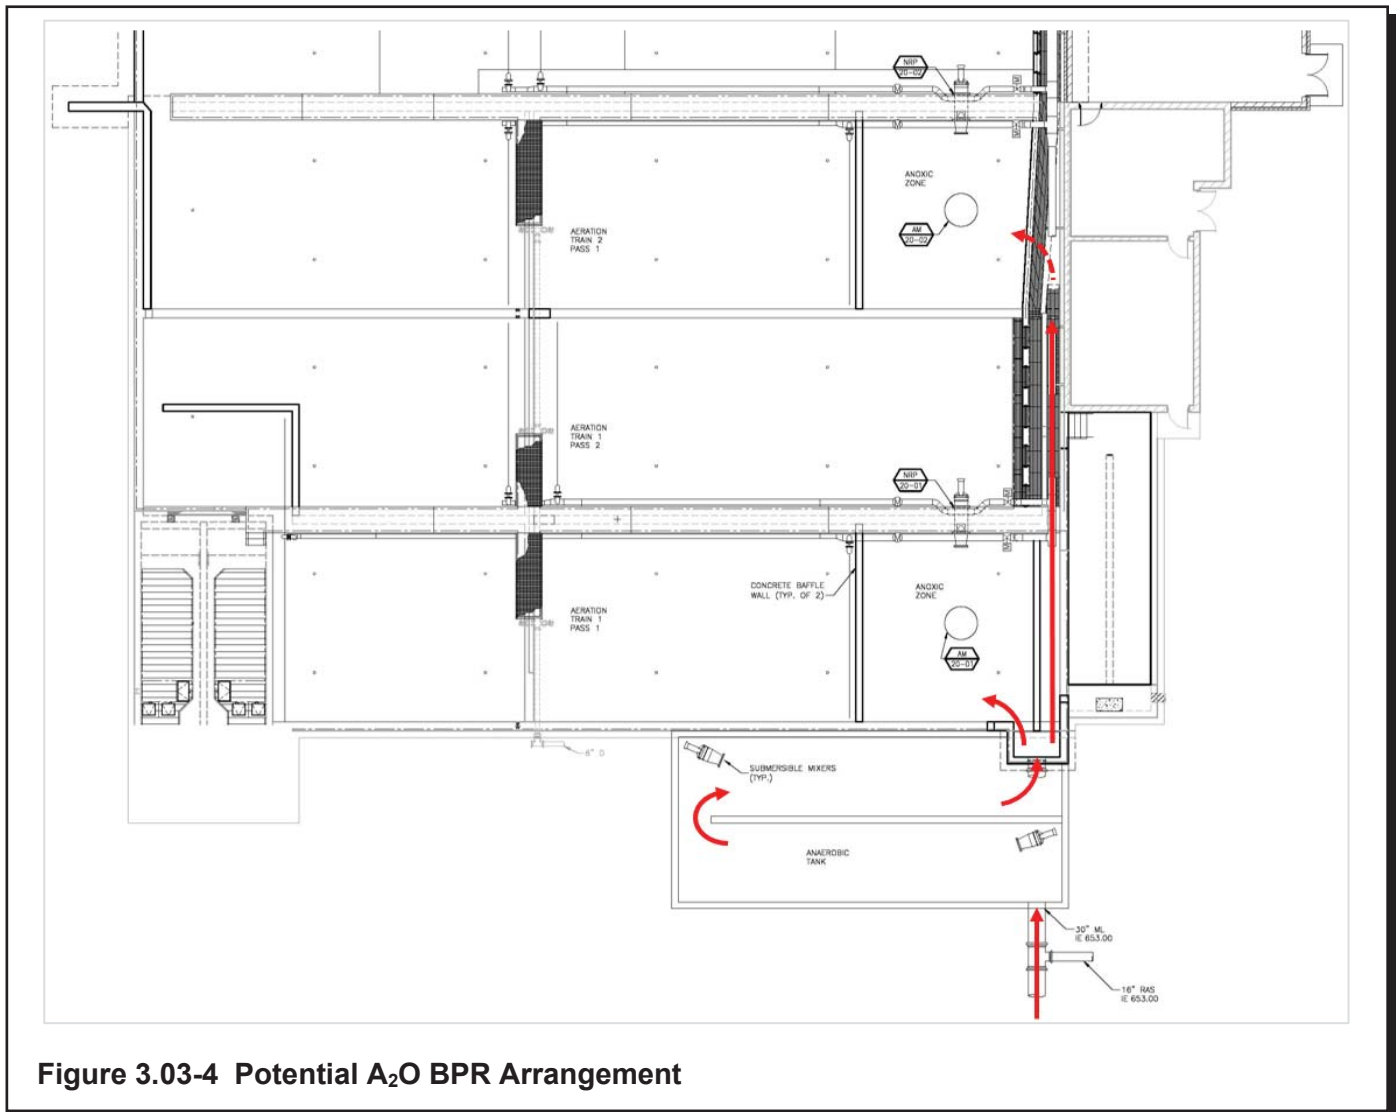 NRP
20-02
ANOXIC
ZONE
AM
20-02
AERATION
TRAIN 2
PASS 1
AERATION
TRAIN 1
PASS 2
NRP
20-01
CONCRETE BAFFLE
WALL (TYP. OF 2)
ANOXIC
ZONE
AERATION
TRAIN 1
PASS 1
AM
20-01
6" D
SUBMERSIBLE MIXERS
(TYP.)
ANAEROBIC
TANK
30" ML
IE 653.00
16" RAS
IE 653.00
Figure 3.03-4 Potential A₂O BPR Arrangement